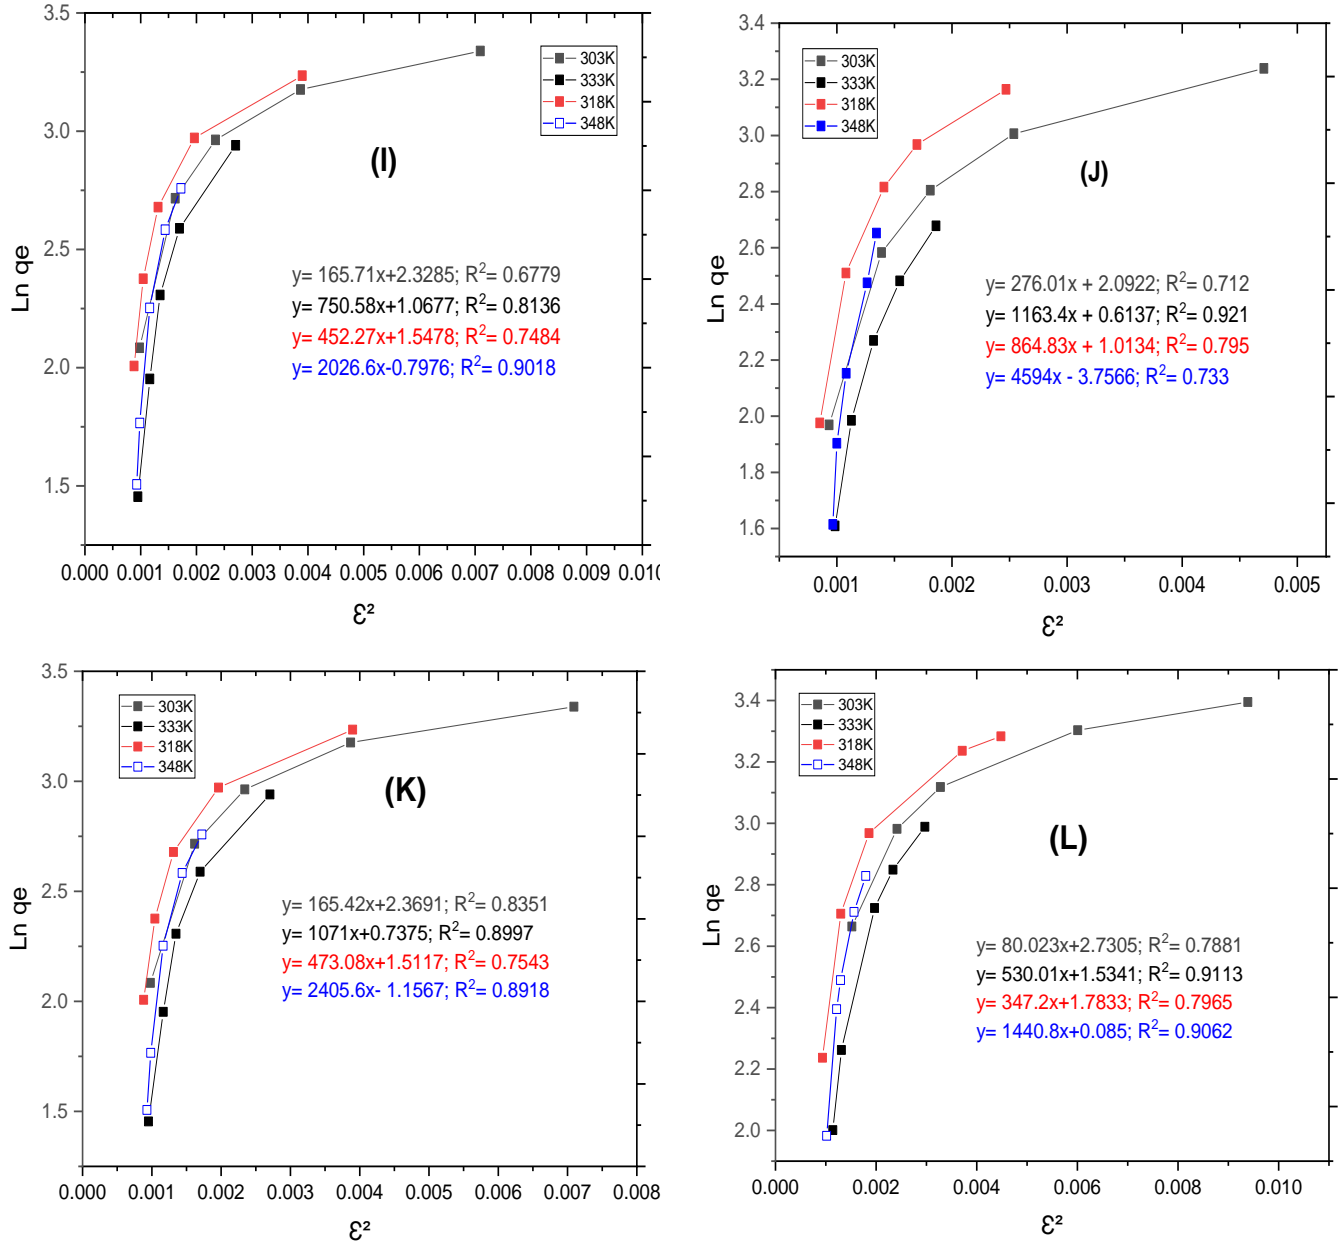 3.5
3.0
2.5
2.0
1.5
Ln qe
303K
333K
318K
348K
(I)
y= 165.71x+2.3285; R²= 0.6779
y= 750.58x+1.0677; R²= 0.8136
y= 452.27x+1.5478; R²= 0.7484
y= 2026.6x-0.7976; R²= 0.9018
0.000 0.001 0.002 0.003 0.004 0.005 0.006 0.007 0.008 0.009 0.010
Ɛ²
3.4
3.2
3.0
2.8
2.6
2.4
2.2
2.0
1.8
1.6
Ln qe
303K
333K
318K
348K
(J)
y= 276.01x + 2.0922; R²= 0.712
y= 1163.4x + 0.6137; R²= 0.921
y= 864.83x + 1.0134; R²= 0.795
y= 4594x - 3.7566; R²= 0.733
0.001 0.002 0.003 0.004 0.005
Ɛ²
3.5
3.0
2.5
2.0
1.5
Ln qe
303K
333K
318K
348K
(K)
y= 165.42x+2.3691; R²= 0.8351
y= 1071x+0.7375; R²= 0.8997
y= 473.08x+1.5117; R²= 0.7543
y= 2405.6x- 1.1567; R²= 0.8918
0.000 0.001 0.002 0.003 0.004 0.005 0.006 0.007 0.008
Ɛ²
3.4
3.2
3.0
2.8
2.6
2.4
2.2
2.0
Ln qe
303K
333K
318K
348K
(L)
y= 80.023x+2.7305; R²= 0.7881
y= 530.01x+1.5341; R²= 0.9113
y= 347.2x+1.7833; R²= 0.7965
y= 1440.8x+0.085; R²= 0.9062
0.000 0.002 0.004 0.006 0.008 0.010
Ɛ²